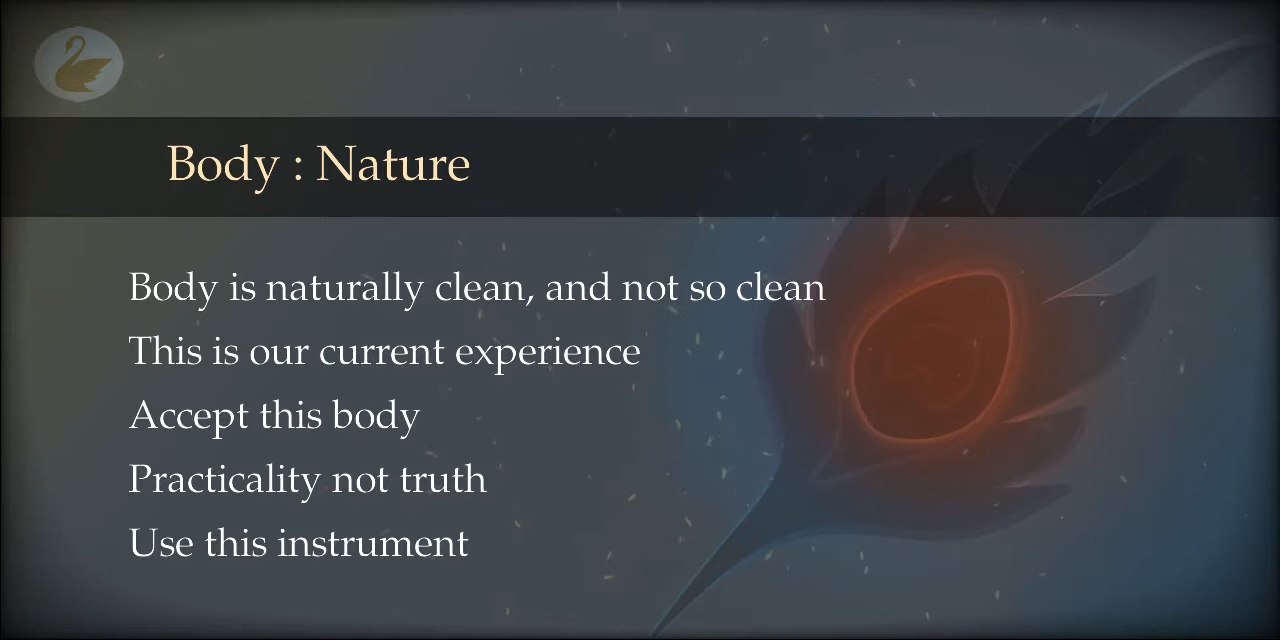 Body : Nature
Body is naturally clean, and not so clean
This is our current experience
Accept this body
Practicality not truth
Use this instrument